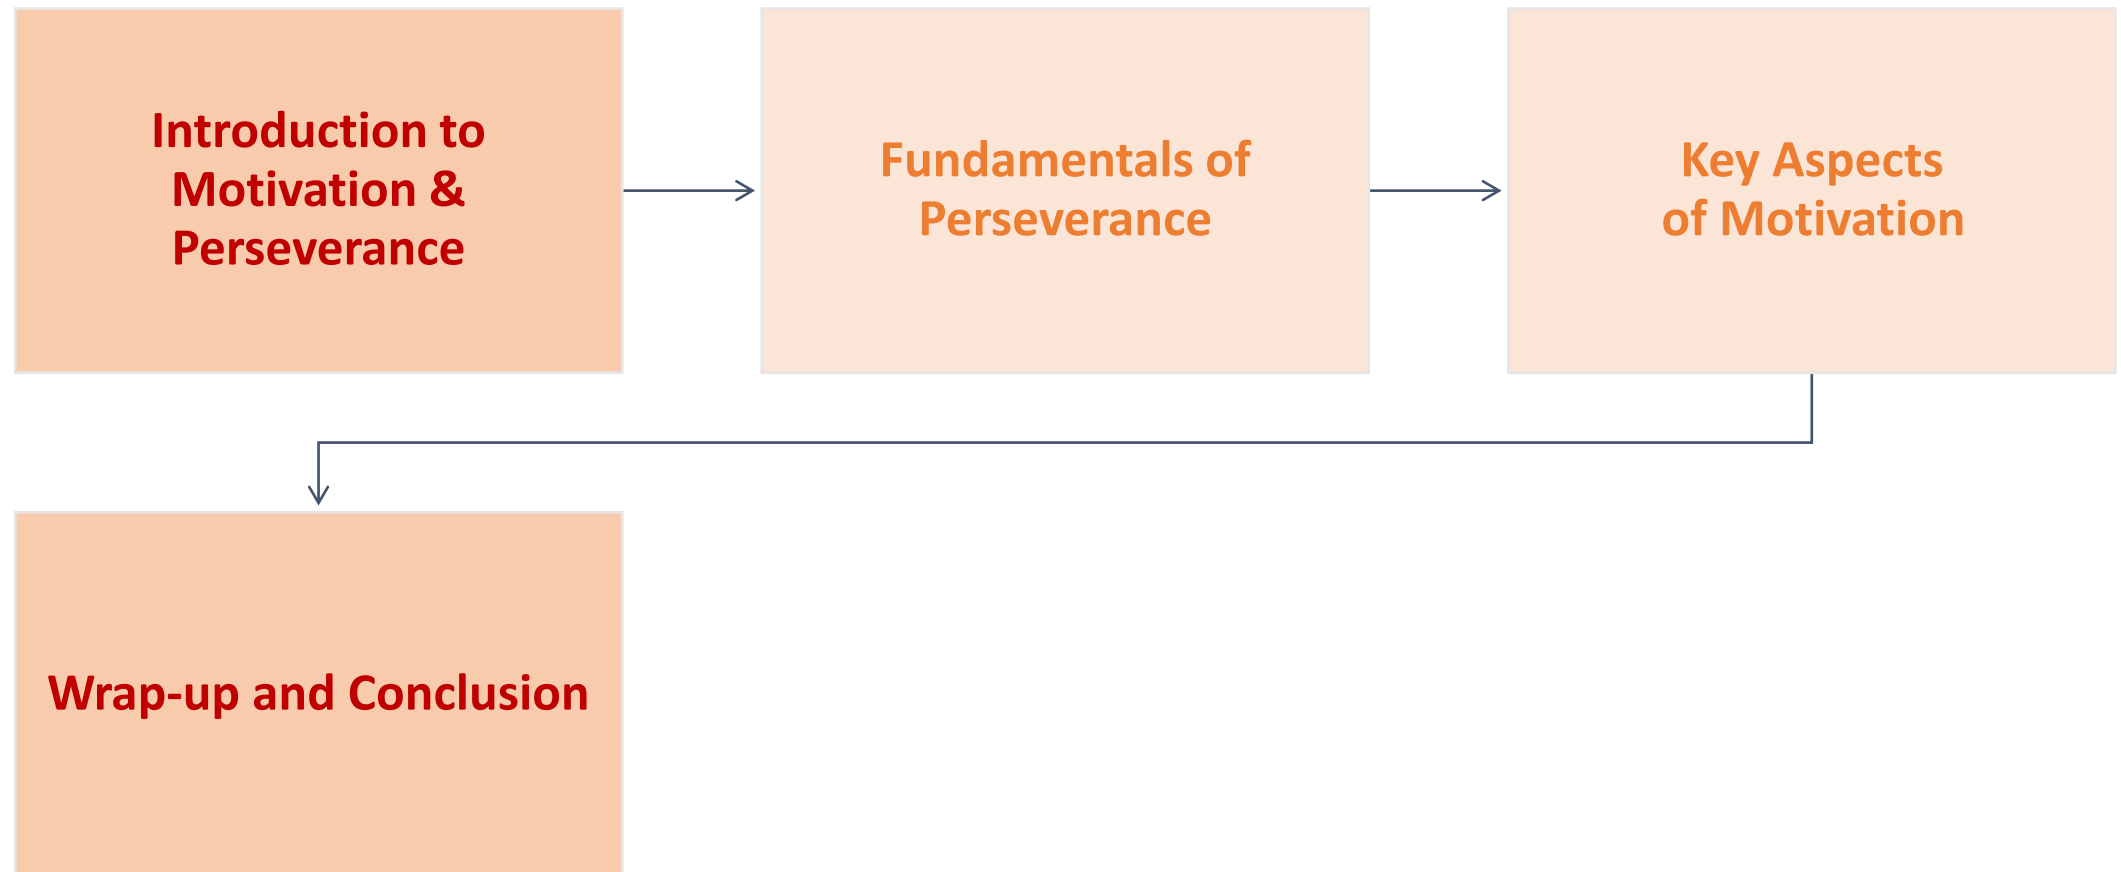 Introduction to
Motivation &
Perseverance
Fundamentals of
Perseverance
Key Aspects
of Motivation
Wrap-up and Conclusion